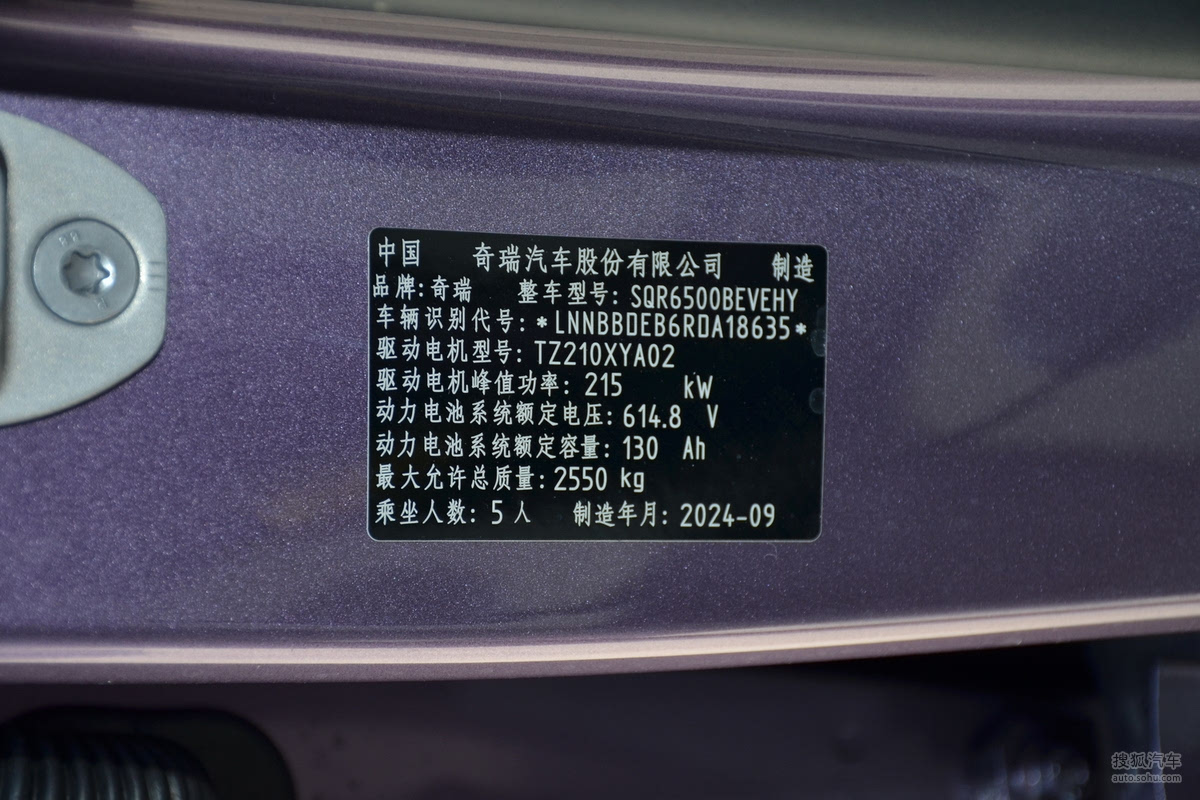 中国 奇瑞汽车股份有限公司 制造
品牌:奇瑞 整车型号: SQR6500BEVEHY
车辆识别代号: *LNNBBDEB6RDA18635*
驱动电机型号: TZ210XYA02
驱动电机峰值功率: 215 kW
动力电池系统额定电压: 614.8 V
动力电池系统额定容量: 130 Ah
最大允许总质量: 2550 kg
乘坐人数: 5 人 制造年月: 2024-09
搜狐汽车
auto.sohu.com